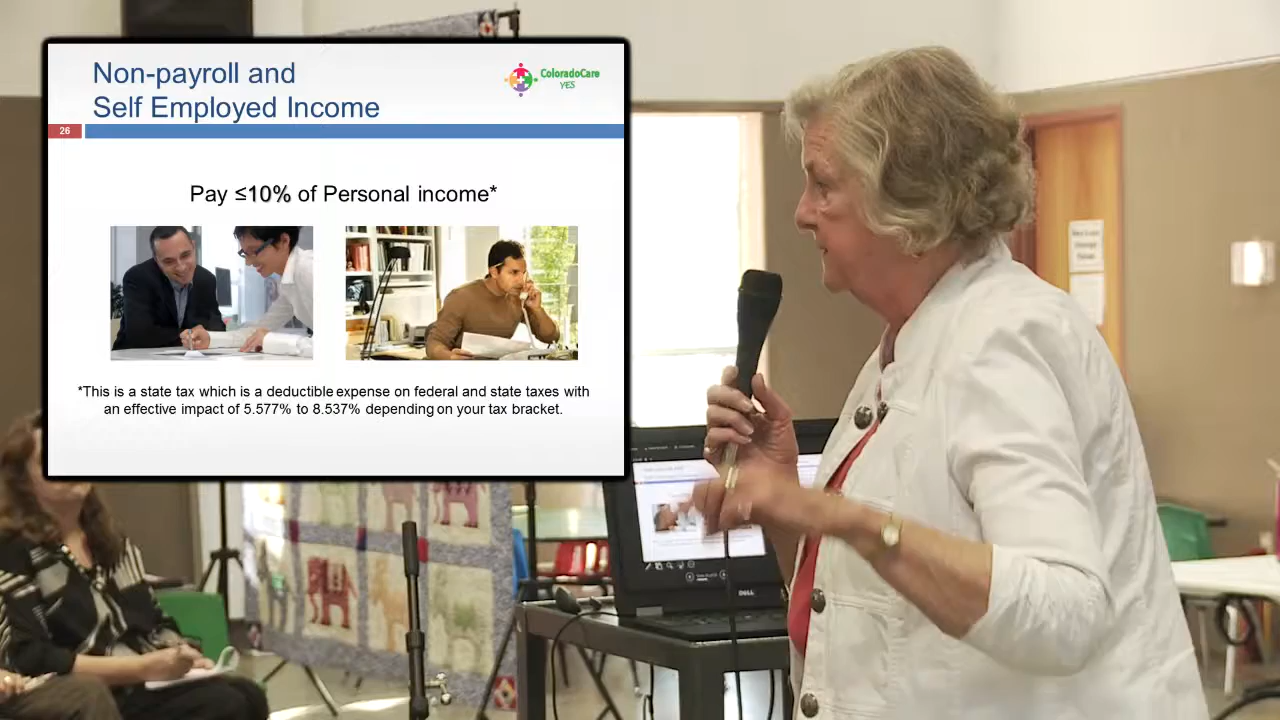 Non-payroll and
Self Employed Income
ColoradoCare
YES
26
Pay ≤10% of Personal income*
*This is a state tax which is a deductible expense on federal and state taxes with
an effective impact of 5.577% to 8.537% depending on your tax bracket.
DELL